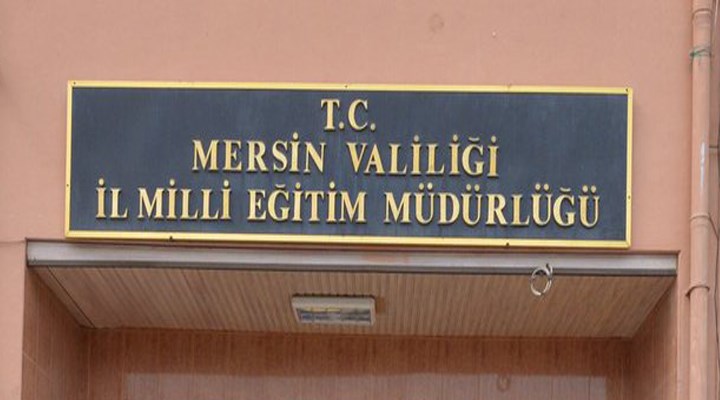 T.C.
MERSİN VALİLİĞİ
İL MİLLİ EĞİTİM MÜDÜRLÜĞÜ